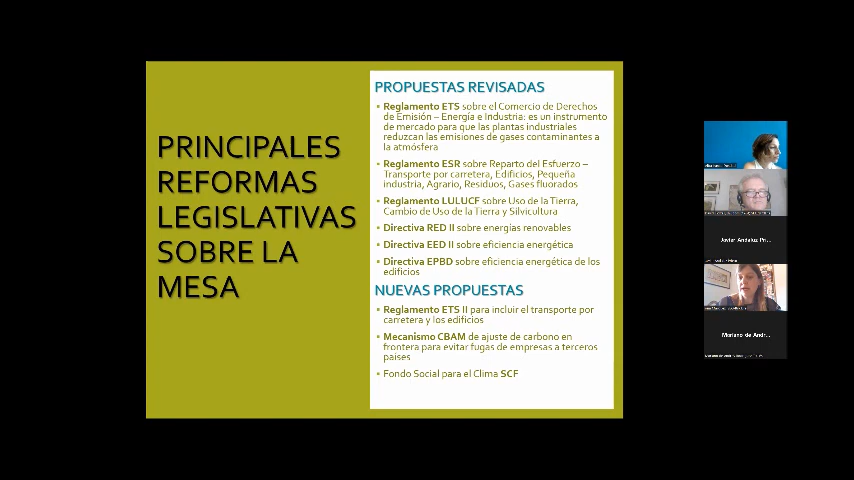 PRINCIPALES
REFORMAS
LEGISLATIVAS
SOBRE LA
MESA
PROPUESTAS REVISADAS
▪ Reglamento ETS sobre el Comercio de Derechos
de Emisión – Energía e Industria: es un instrumento
de mercado para que las plantas industriales
reduzcan las emisiones de gases contaminantes a
la atmósfera
▪ Reglamento ESR sobre Reparto del Esfuerzo –
Transporte por carretera, Edificios, Pequeña
industria, Agrario, Residuos, Gases fluorados
▪ Reglamento LULUCF sobre Uso de la Tierra,
Cambio de Uso de la Tierra y Silvicultura
▪ Directiva RED II sobre energías renovables
▪ Directiva EED II sobre eficiencia energética
▪ Directiva EPBD sobre eficiencia energética de los
edificios
NUEVAS PROPUESTAS
▪ Reglamento ETS II para incluir el transporte por
carretera y los edificios
▪ Mecanismo CBAM de ajuste de carbono en
frontera para evitar fugas de empresas a terceros
países
▪ Fondo Social para el Clima SCF
Javier Andaluz Pri...
Mariano de Andr...